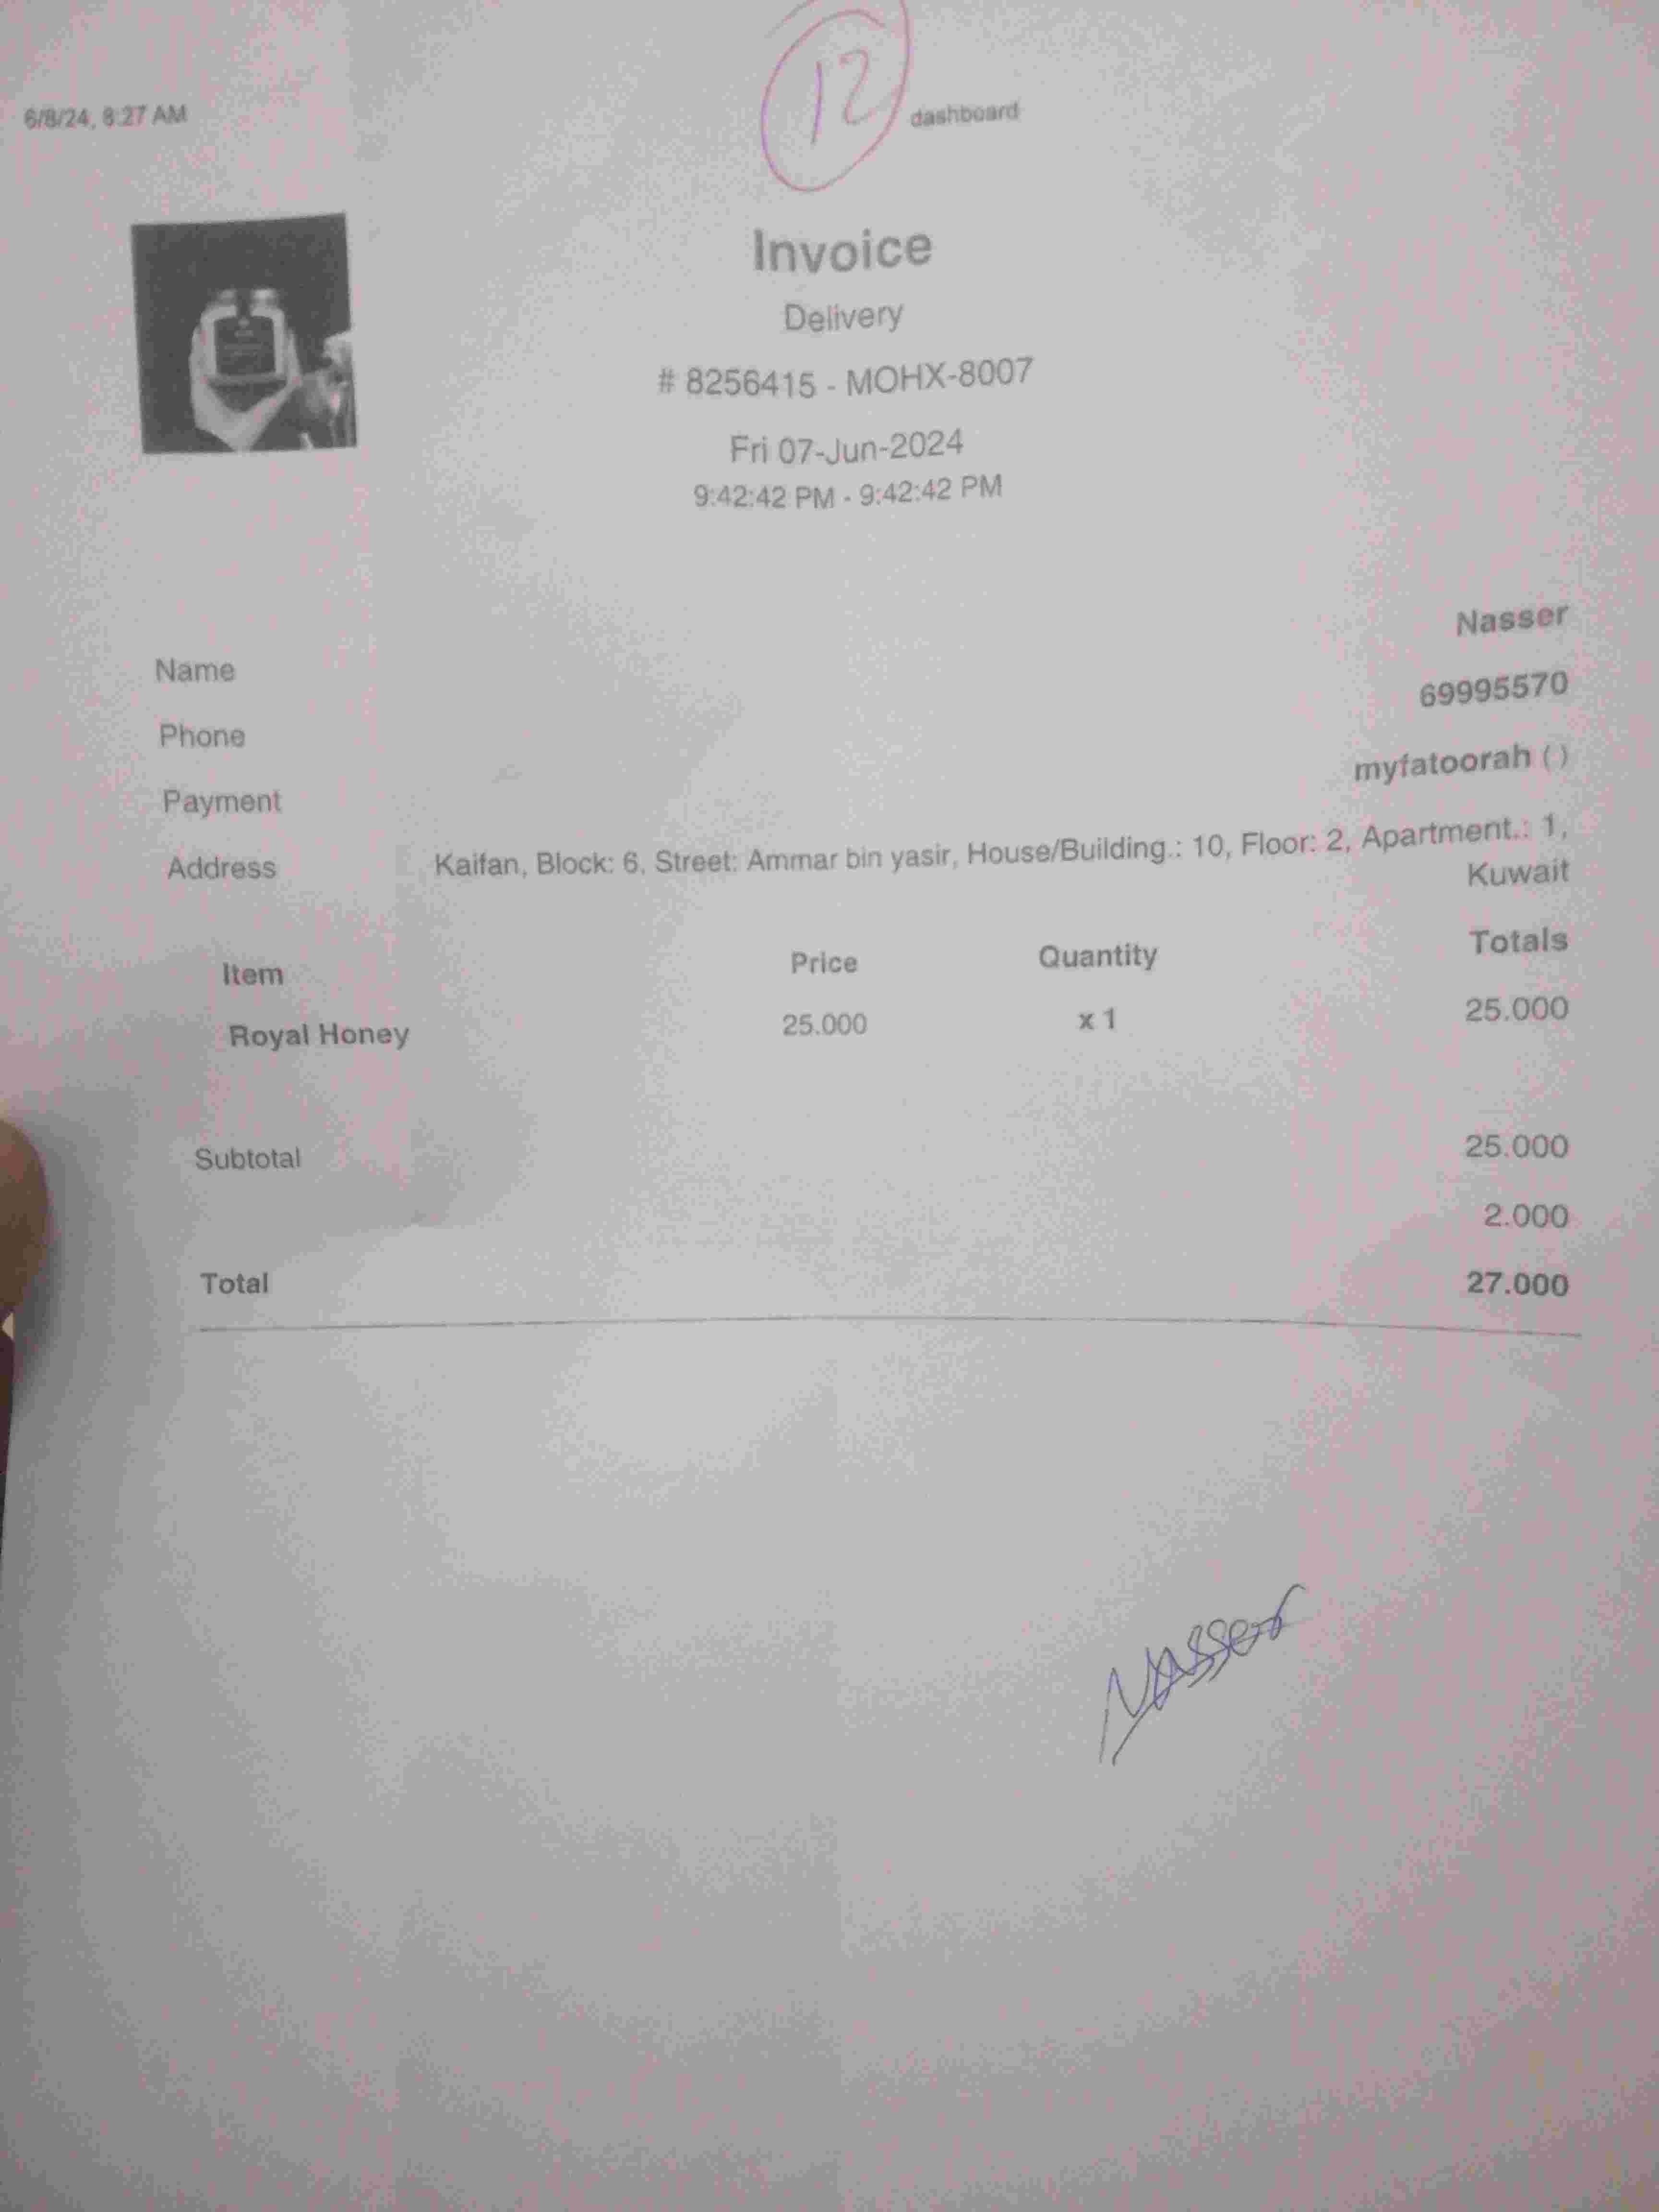 12
6/8/24, 8:27 AM
dashboard
Invoice
Delivery
# 8256415 - MOHX-8007
Fri 07-Jun-2024
9:42:42 PM - 9:42:42 PM
Name Nasser
Phone 69995570
Payment myfatoorah ( )
Address Kaifan, Block: 6, Street: Ammar bin yasir, House/Building.: 10, Floor: 2, Apartment.: 1,
Kuwait
Item Price Quantity Totals
Royal Honey 25.000 x 1 25.000
Subtotal 25.000
2.000
Total 27.000
Nasser